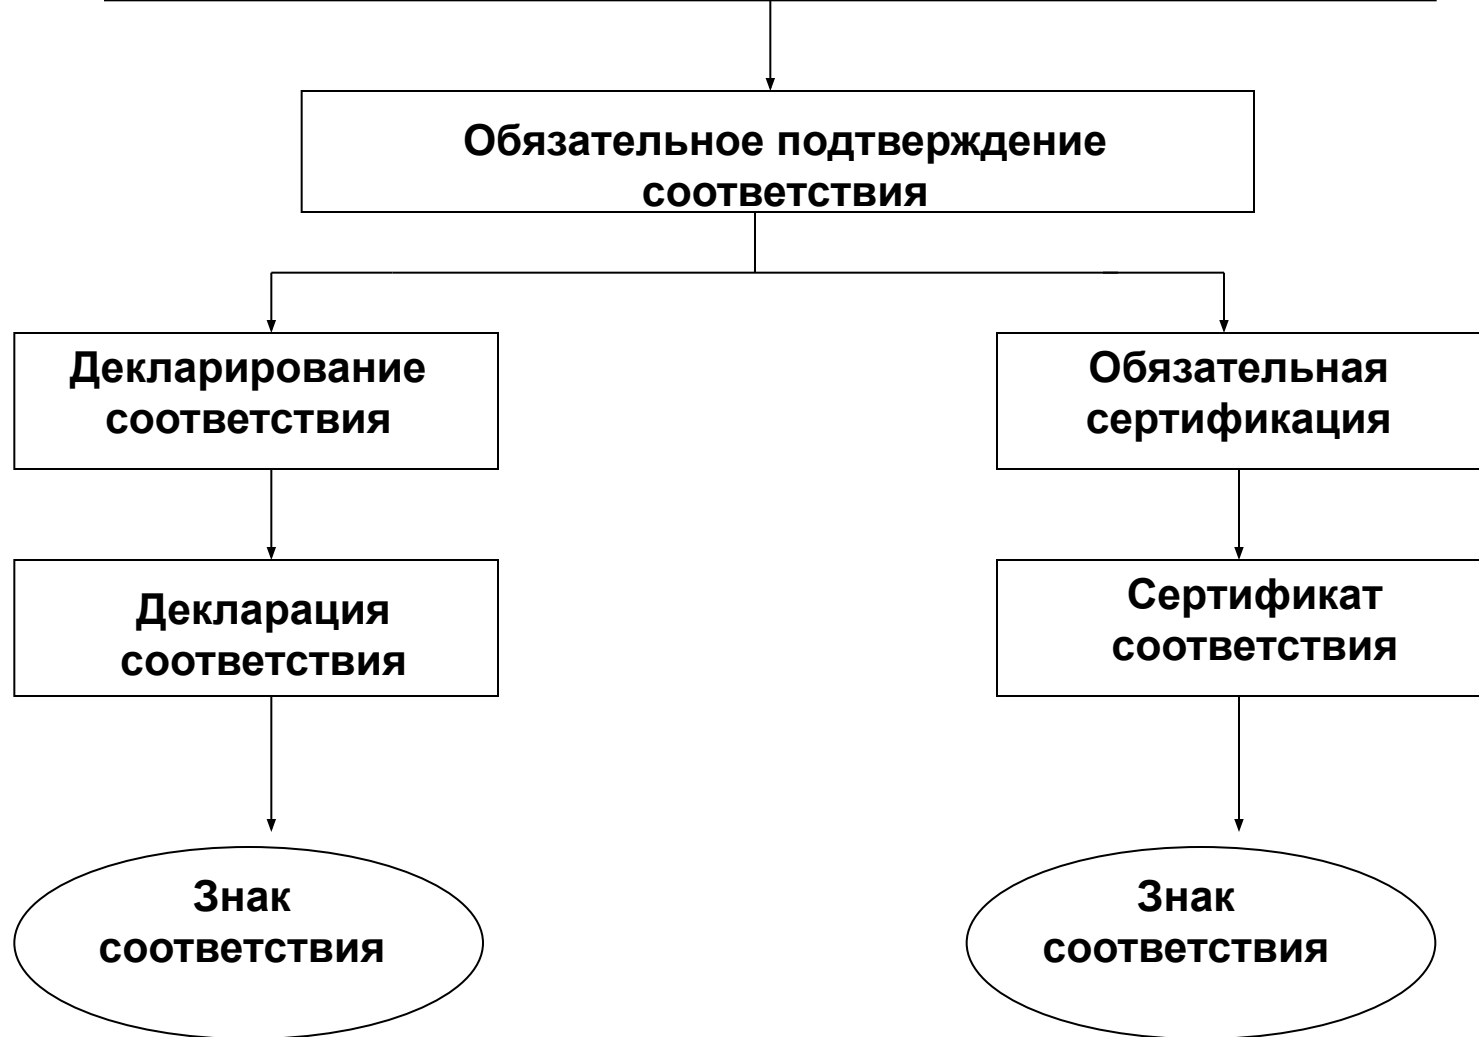 Обязательное подтверждение
соответствия
Декларирование
соответствия
Обязательная
сертификация
Декларация
соответствия
Сертификат
соответствия
Знак
соответствия
Знак
соответствия